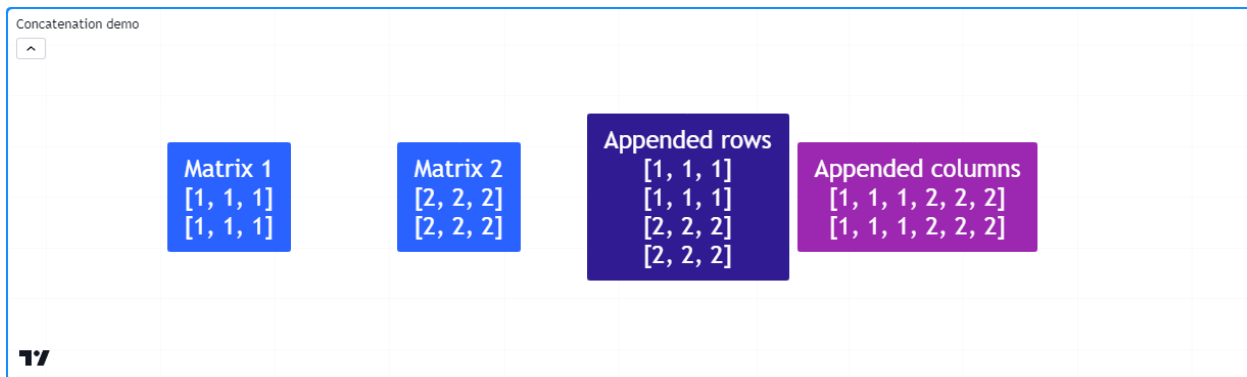 Concatenation demo
Matrix 1
[1, 1, 1]
[1, 1, 1]
Matrix 2
[2, 2, 2]
[2, 2, 2]
Appended rows
[1, 1, 1]
[1, 1, 1]
[2, 2, 2]
[2, 2, 2]
Appended columns
[1, 1, 1, 2, 2, 2]
[1, 1, 1, 2, 2, 2]